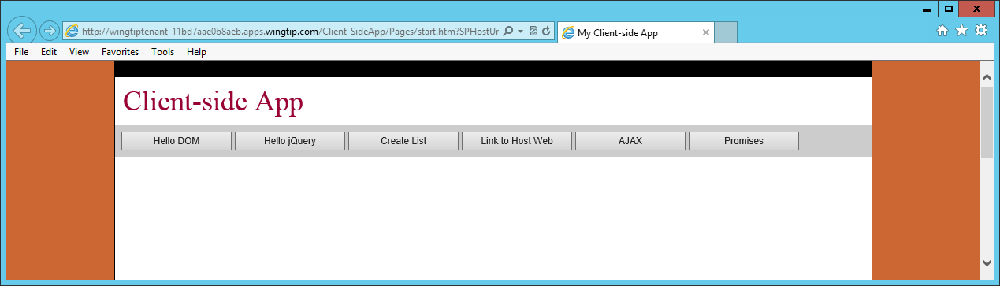 http://wingtiptenant-11bd7aae0b8aeb.apps.wingtip.com/Client-SideApp/Pages/start.htm?SPHostUr
My Client-side App
File Edit View Favorites Tools Help
Client-side App
Hello DOM Hello jQuery Create List Link to Host Web AJAX Promises